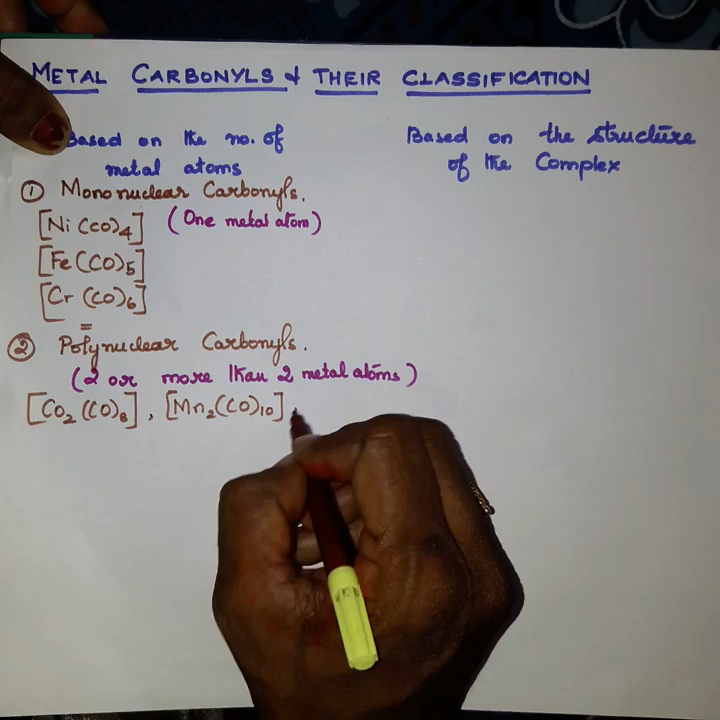 METAL CARBONYLS & THEIR CLASSIFICATION
Based on the no. of
metal atoms
Based on the structure
of the Complex
① Mononuclear Carbonyls.
[Ni(CO)4] (One metal atom)
[Fe(CO)5]
[Cr(CO)6]
② Polynuclear Carbonyls.
(2 or more than 2 metal atoms)
[Co2(CO)8], [Mn2(CO)10],